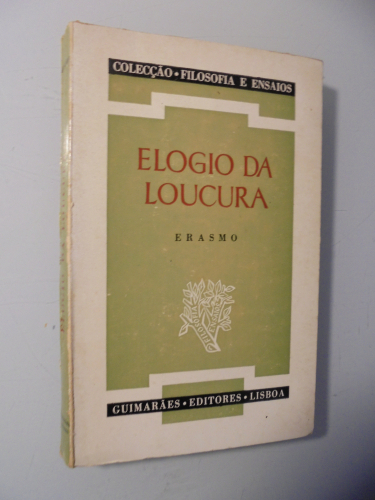 COLECÇÃO • FILOSOFIA E ENSAIOS
ELOGIO DA
LOUCURA
ERASMO
GUIMARÃES • EDITORES • LISBOA